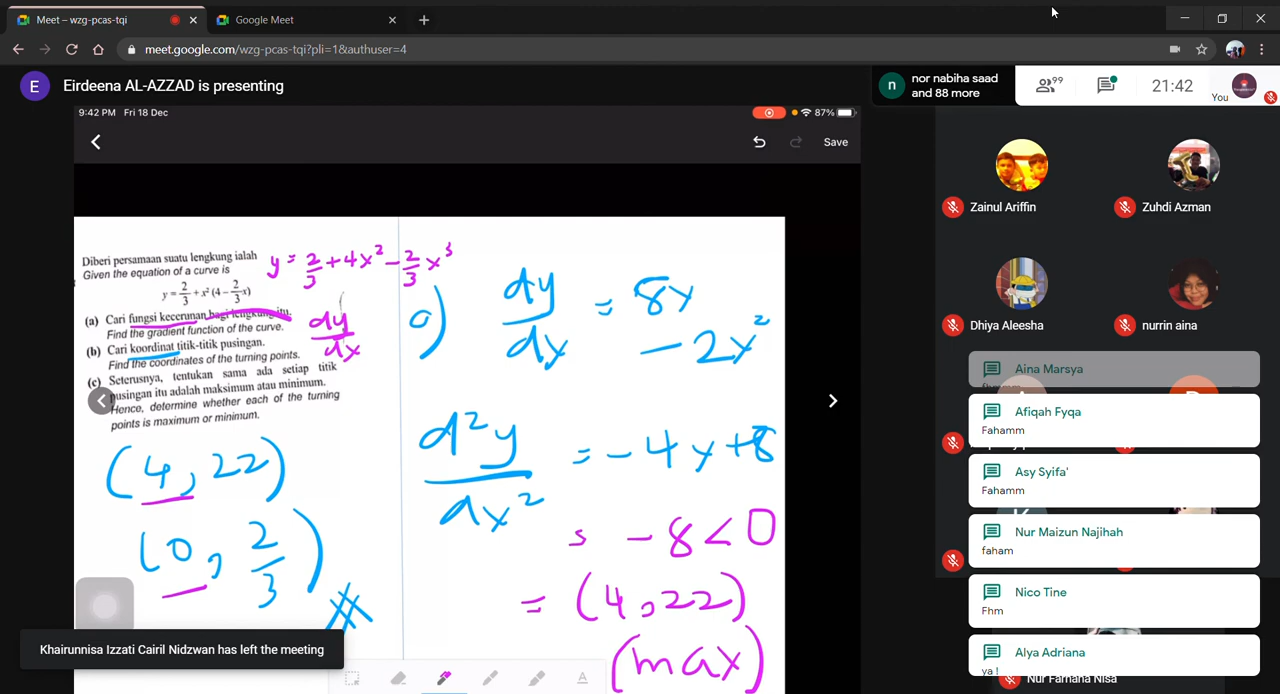 Meet – wzg-pcas-tqi
Google Meet
meet.google.com/wzg-pcas-tqi?pli=1&authuser=4
E
Eirdeena AL-AZZAD is presenting
n
nor nabiha saad
and 88 more
99
21:42
You
9:42 PM Fri 18 Dec
87%
Save
Diberi persamaan suatu lengkung ialah
Given the equation of a curve is
y = 2/3 + x² (4 – 2/3 x)
(a) Cari fungsi kecerunan bagi lengkung itu.
Find the gradient function of the curve.
(b) Cari koordinat titik-titik pusingan.
Find the coordinates of the turning points.
(c) Seterusnya, tentukan sama ada setiap titik
pusingan itu adalah maksimum atau minimum.
Hence, determine whether each of the turning
points is maximum or minimum.
y = 2/3 + 4x² – 2/3 x³
dy/dx
(4, 22)
(0, 2/3)
dy/dx = 8x
– 2x²
d²y/dx² = –4x + 8
= –8 < 0
= (4, 22)
(max)
Zainul Ariffin
Zuhdi Azman
Dhiya Aleesha
nurrin aina
Aina Marsya
Afiqah Fyqa
Fahamm
Asy Syifa'
Fahamm
Nur Maizun Najihah
faham
Nico Tine
Fhm
Alya Adriana
ya !
Nur Farhana Nisa
Khairunnisa Izzati Cairil Nidzwan has left the meeting
A